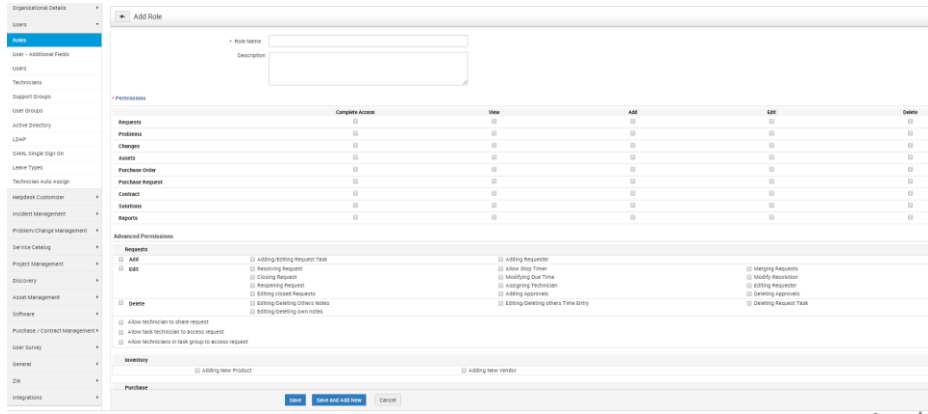 Organizational Details
Users
Roles
User - Additional Fields
Users
Technicians
Support Groups
User Groups
Active Directory
LDAP
SAML Single Sign On
Leave Types
Technician Auto Assign
Helpdesk Customizer
Incident Management
Problem/Change Management
Service Catalog
Project Management
Discovery
Asset Management
Software
Purchase / Contract Management
User Survey
General
Zia
Integrations
Add Role
* Role Name
Description
* Permissions
Complete Access View Add Edit Delete
Requests
Problems
Changes
Assets
Purchase Order
Purchase Request
Contract
Solutions
Reports
Advanced Permissions
Requests
Add Adding/Editing Request Task Adding Requester
Edit Resolving Request Allow Stop Timer Merging Requests
Closing Request Modifying Due Time Modify Resolution
Reopening Request Assigning Technician Editing Requester
Editing closed Requests Adding Approvals Deleting Approvals
Delete Editing/Deleting Others Notes Editing/Deleting others Time Entry Deleting Request Task
Editing/Deleting own notes
Allow technician to share request
Allow task technician to access request
Allow technicians in task group to access request
Inventory
Adding New Product Adding New Vendor
Purchase
Save Save and Add New Cancel